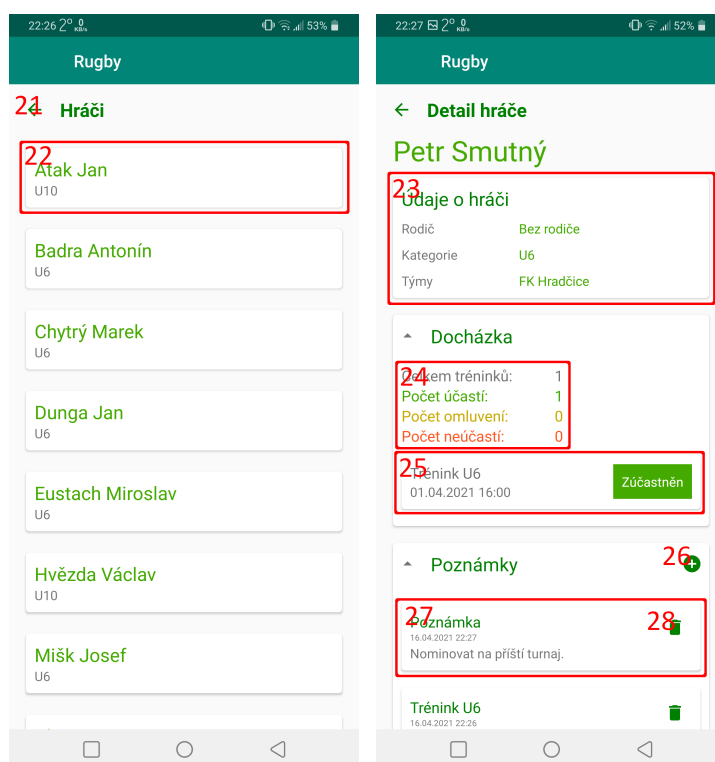 22:26 2° 0 KB/s 53%
Rugby
21
Hráči
22
Atak Jan
U10
Badra Antonín
U6
Chytrý Marek
U6
Dunga Jan
U6
Eustach Miroslav
U6
Hvězda Václav
U10
Mišk Josef
U6
22:27 2° 0 KB/s 52%
Rugby
Detail hráče
Petr Smutný
23
Údaje o hráči
Rodič Bez rodiče
Kategorie U6
Týmy FK Hradčice
Docházka
24
Celkem tréninků: 1
Počet účastí: 1
Počet omluvení: 0
Počet neúčastí: 0
25
Trénink U6
01.04.2021 16:00
Zúčastněn
Poznámky 26
27
Poznámka 28
16.04.2021 22:27
Nominovat na příští turnaj.
Trénink U6
16.04.2021 22:26